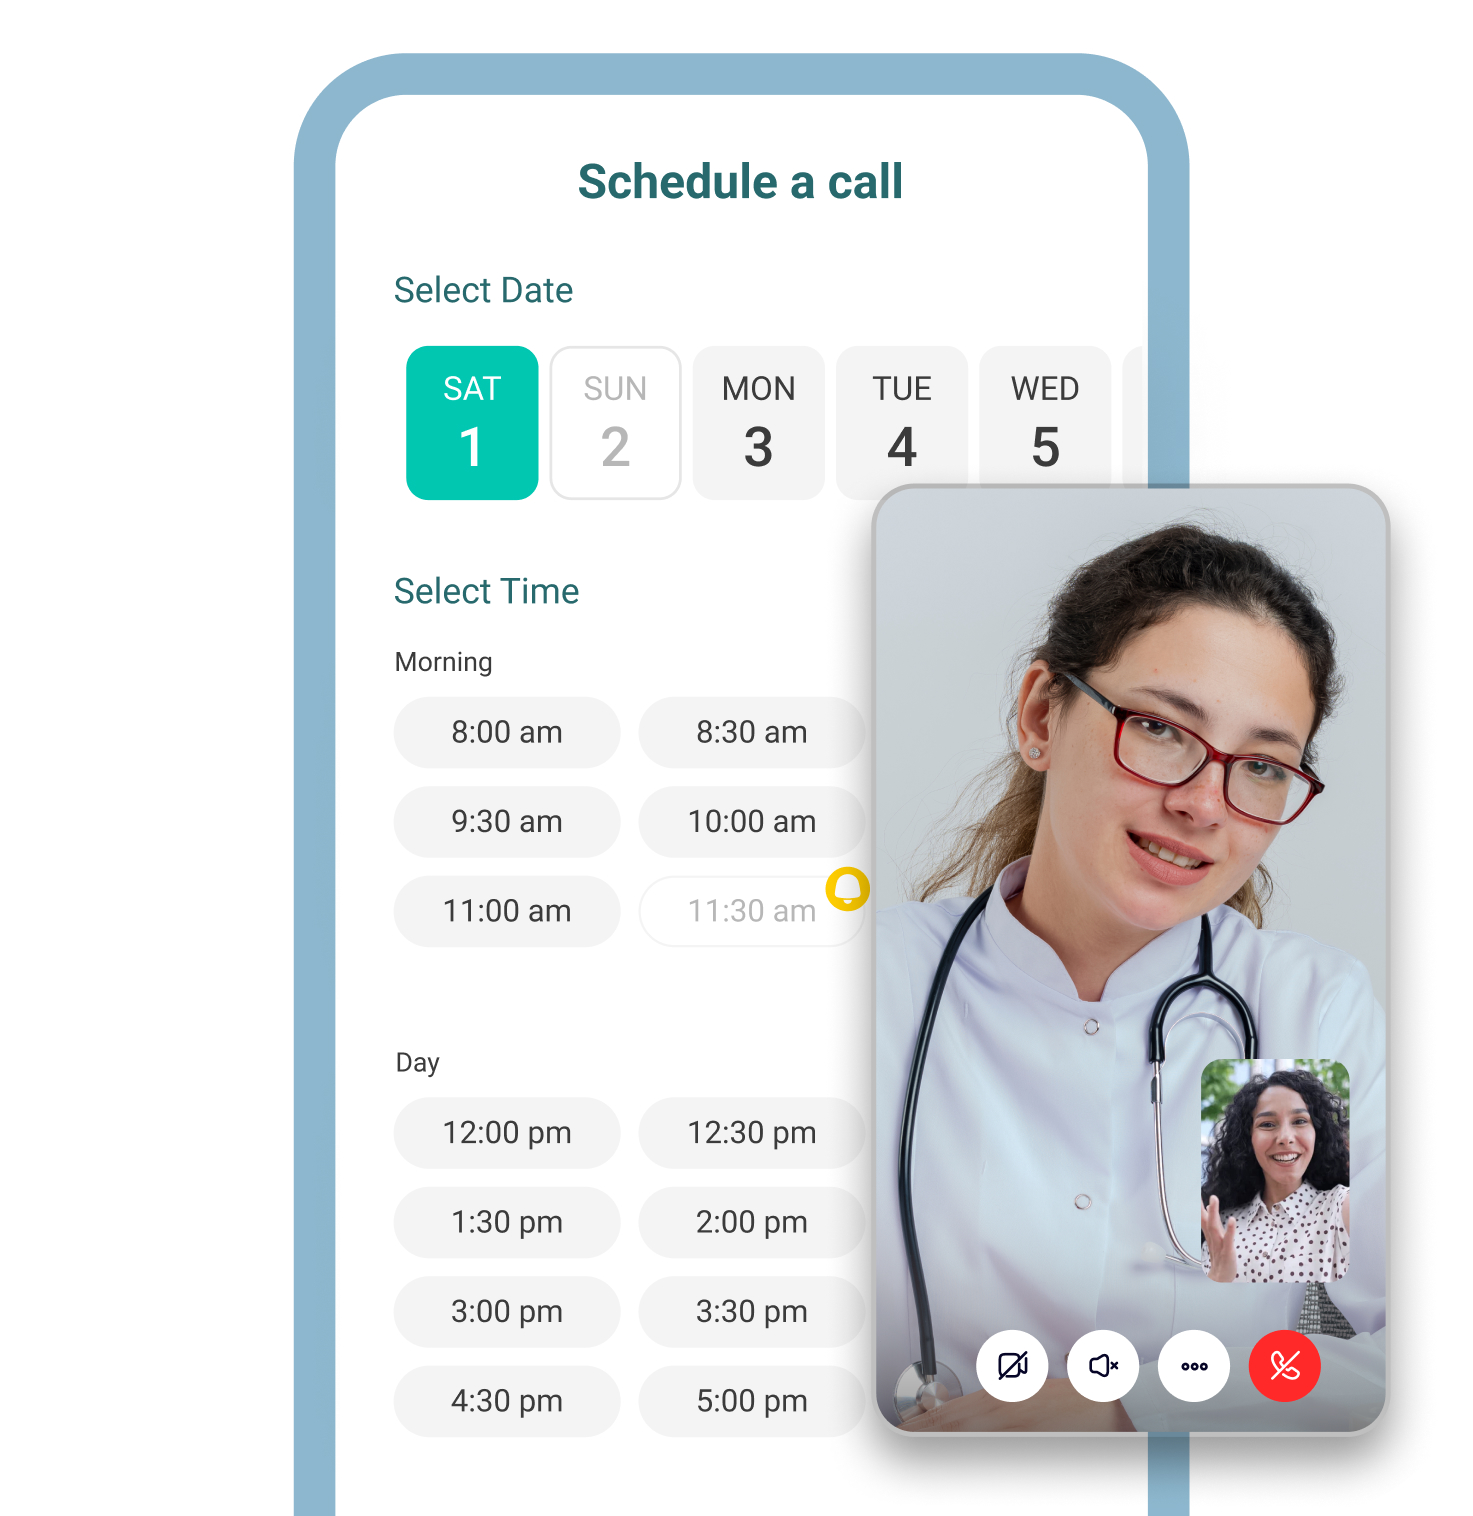 Schedule a call
Select Date
SAT SUN MON TUE WED
1 2 3 4 5
Select Time
Morning
8:00 am 8:30 am
9:30 am 10:00 am
11:00 am 11:30 am
Day
12:00 pm 12:30 pm
1:30 pm 2:00 pm
3:00 pm 3:30 pm
4:30 pm 5:00 pm